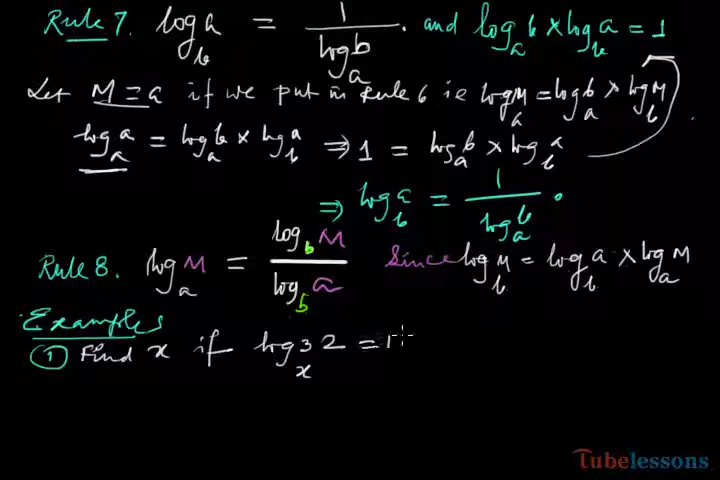 Rule 7. log_b a = 1 / log_a b . and log_a b × log_b a = 1
Let M = a if we put in Rule 6 ie log_a M = log_a b × log_b M
log_a a = log_a b × log_b a ⇒ 1 = log_a b × log_b a
⇒ log_b a = 1 / log_a b .
Rule 8. log_a M = log_b M / log_b a Since log_b M = log_b a × log_a M
Examples
① Find x if log_x 32 =
Tubelessons